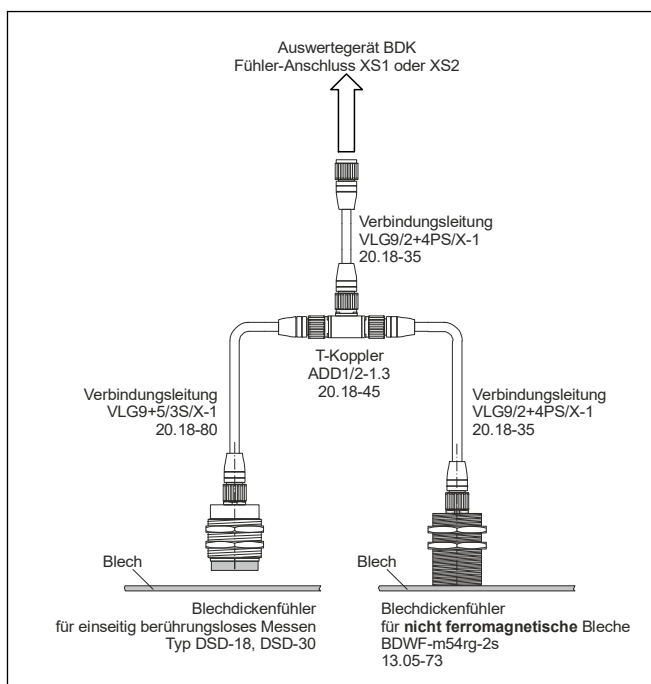 Auswertegerät BDK
Fühler-Anschluss XS1 oder XS2
Verbindungsleitung
VLG9/2+4PS/X-1
20.18-35
T-Koppler
ADD1/2-1.3
20.18-45
Verbindungsleitung
VLG9+5/3S/X-1
20.18-80
Verbindungsleitung
VLG9/2+4PS/X-1
20.18-35
Blech
Blech
Blechdickenfühler
für einseitig berührungsloses Messen
Typ DSD-18, DSD-30
Blechdickenfühler
für nicht ferromagnetische Bleche
BDWF-m54rg-2s
13.05-73